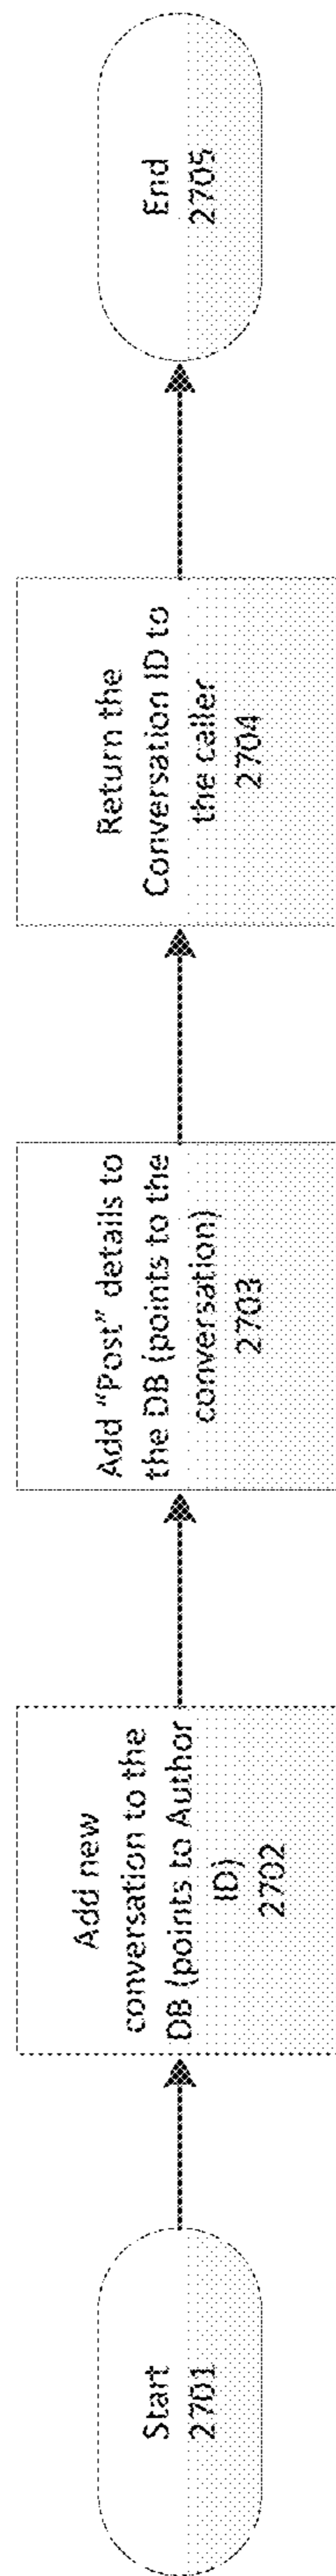 Start
2701
Add new
conversation to the
DB (points to Author
ID)
2702
Add “Post” details to
the DB (points to the
conversation)
2703
Return the
Conversation ID to
the caller
2704
End
2705